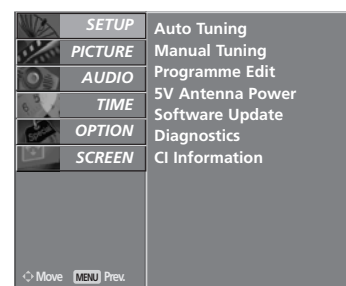 SETUP
PICTURE
AUDIO
TIME
OPTION
SCREEN
Auto Tuning
Manual Tuning
Programme Edit
5V Antenna Power
Software Update
Diagnostics
CI Information
Move MENU Prev.